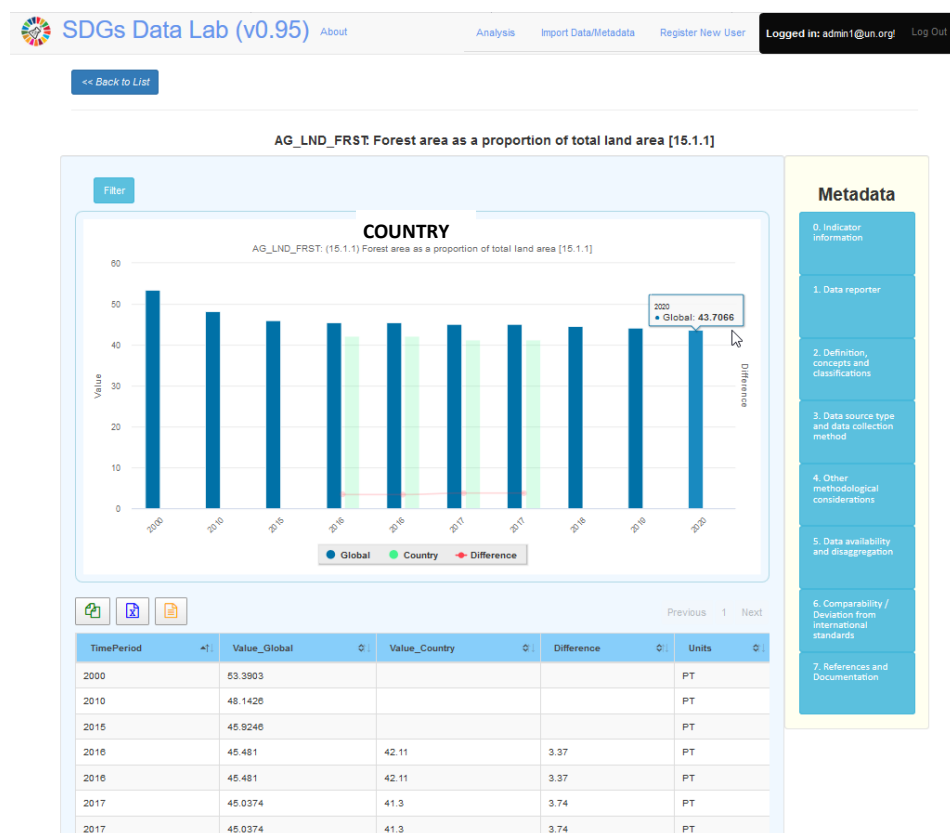 SDGs Data Lab (v0.95) About Analysis Import Data/Metadata Register New User Logged in: admin1@un.org! Log Out
<< Back to List
AG_LND_FRST: Forest area as a proportion of total land area [15.1.1]
Filter
COUNTRY
AG_LND_FRST: (15.1.1) Forest area as a proportion of total land area [15.1.1]
60
50
40
30
20
10
0
Value
Difference
2020
Global: 43.7066
2000 2010 2015 2016 2016 2017 2017 2018 2019 2020
Global Country Difference
Previous 1 Next
TimePeriod Value_Global Value_Country Difference Units
2000 53.3903 PT
2010 48.1426 PT
2015 45.9246 PT
2016 45.481 42.11 3.37 PT
2016 45.481 42.11 3.37 PT
2017 45.0374 41.3 3.74 PT
2017 45.0374 41.3 3.74 PT
Metadata
0. Indicator
information
1. Data reporter
2. Definition,
concepts and
classifications
3. Data source type
and data collection
method
4. Other
methodological
considerations
5. Data availability
and disaggregation
6. Comparability /
Deviation from
international
standards
7. References and
Documentation